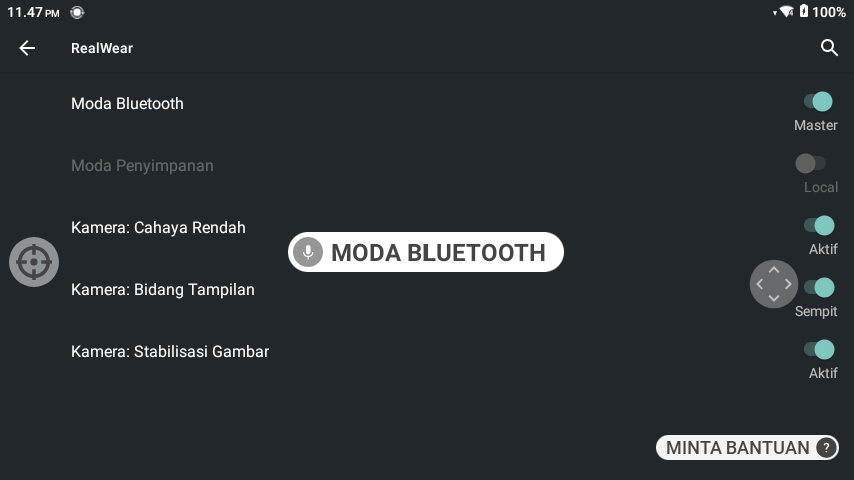 11.47 PM
100%
RealWear
Moda Bluetooth
Master
Moda Penyimpanan
Local
Kamera: Cahaya Rendah
Aktif
MODA BLUETOOTH
Kamera: Bidang Tampilan
Sempit
Kamera: Stabilisasi Gambar
Aktif
MINTA BANTUAN ?